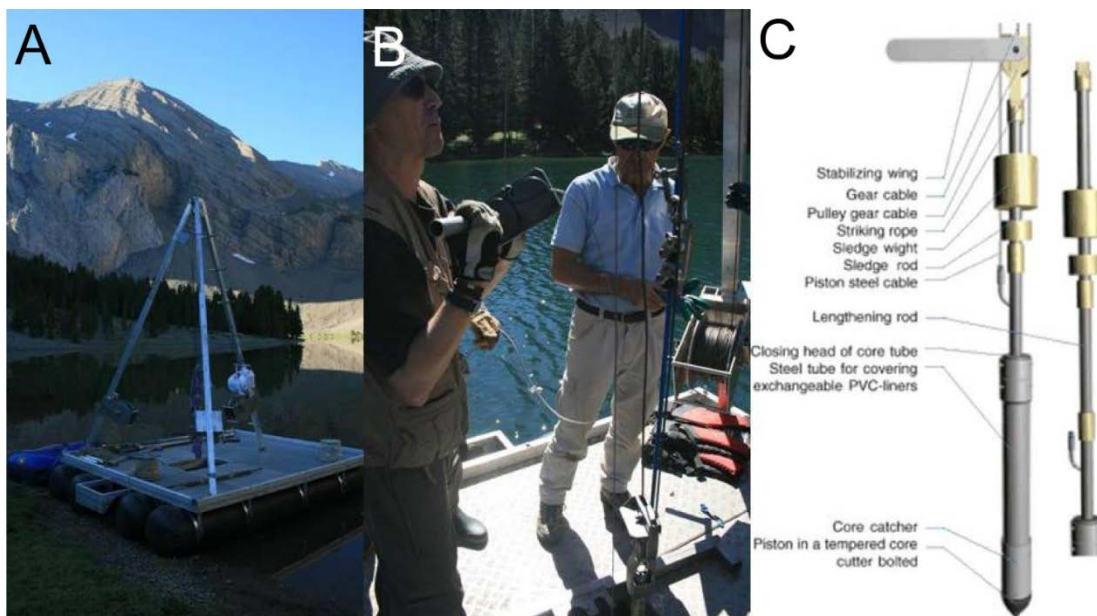 A
B
C
Stabilizing wing
Gear cable
Pulley gear cable
Striking rope
Sledge wight
Sledge rod
Piston steel cable
Lengthening rod
Closing head of core tube
Steel tube for covering
exchangeable PVC-liners
Core catcher
Piston in a tempered core
cutter bolted